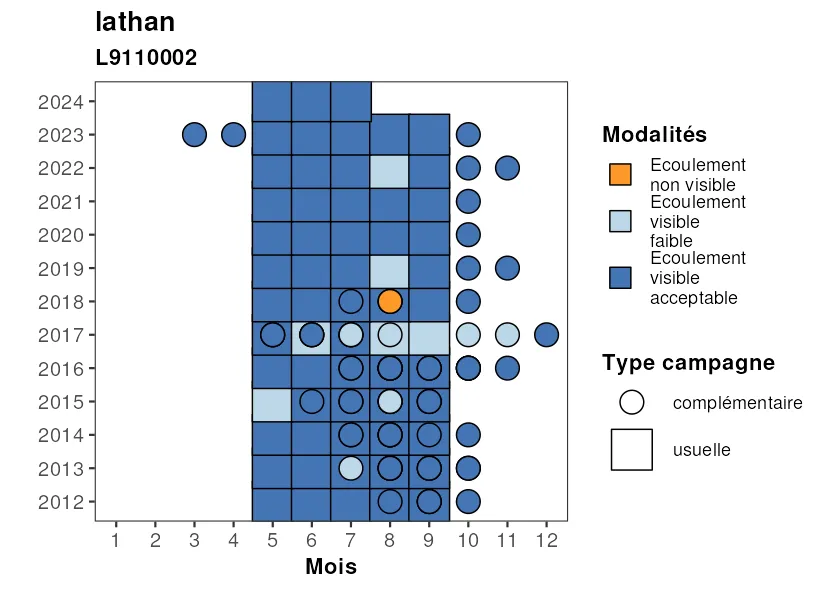 lathan
L9110002
2024
2023
2022
2021
2020
2019
2018
2017
2016
2015
2014
2013
2012
1 2 3 4 5 6 7 8 9 10 11 12
Mois
Modalités
Ecoulement
non visible
Ecoulement
visible
faible
Ecoulement
visible
acceptable
Type campagne
complémentaire
usuelle